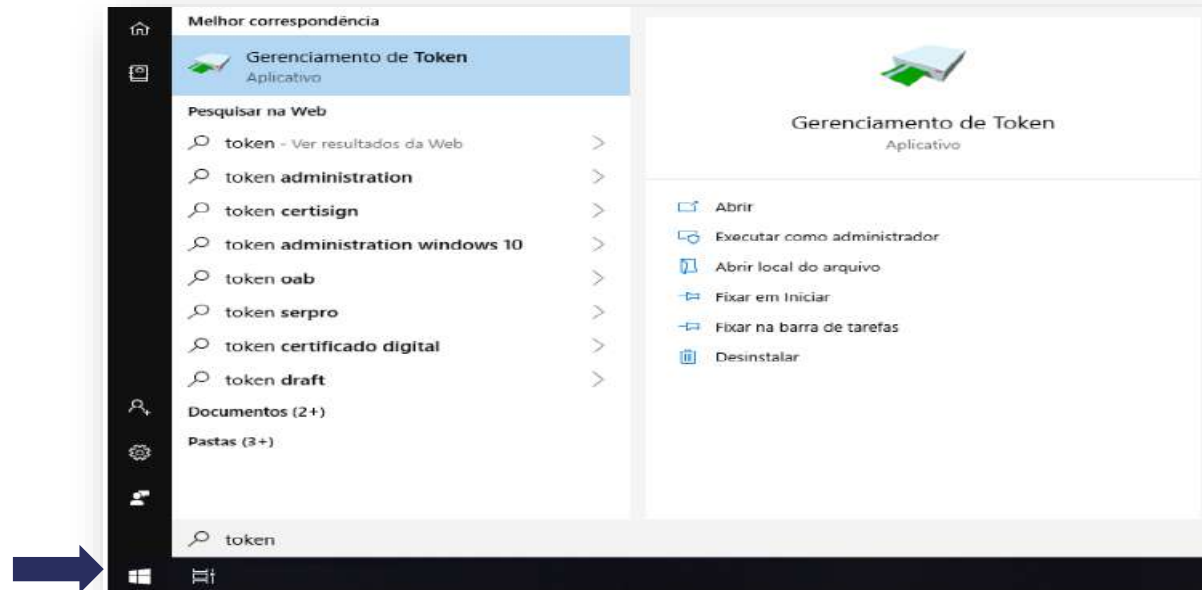 Melhor correspondência
Gerenciamento de Token
Aplicativo
Pesquisar na Web
token - Ver resultados da Web
token administration
token certisign
token administration windows 10
token oab
token serpro
token certificado digital
token draft
Documentos (2+)
Pastas (3+)
token
Gerenciamento de Token
Aplicativo
Abrir
Executar como administrador
Abrir local do arquivo
Fixar em Iniciar
Fixar na barra de tarefas
Desinstalar